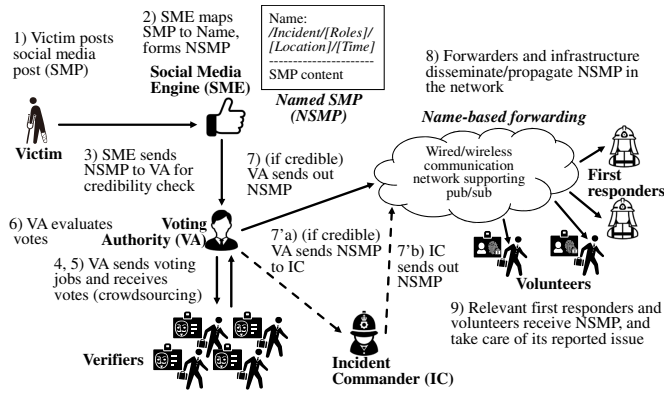 1) Victim posts
social media
post (SMP)
2) SME maps
SMP to Name,
forms NSMP
Social Media
Engine (SME)
Name:
/Incident/[Roles]/
[Location]/[Time]
-----------------------
SMP content
Named SMP
(NSMP)
8) Forwarders and infrastructure
disseminate/propagate NSMP in
the network
Name-based forwarding
Victim
3) SME sends
NSMP to VA for
credibility check
7) (if credible)
VA sends out
NSMP
Wired/wireless
communication
network supporting
pub/sub
First
responders
6) VA evaluates
votes
Voting
Authority (VA)
7'a) (if credible)
VA sends NSMP
to IC
7'b) IC
sends out
NSMP
Volunteers
4, 5) VA sends voting
jobs and receives
votes (crowdsourcing)
9) Relevant first responders and
volunteers receive NSMP, and
take care of its reported issue
Verifiers
Incident
Commander (IC)